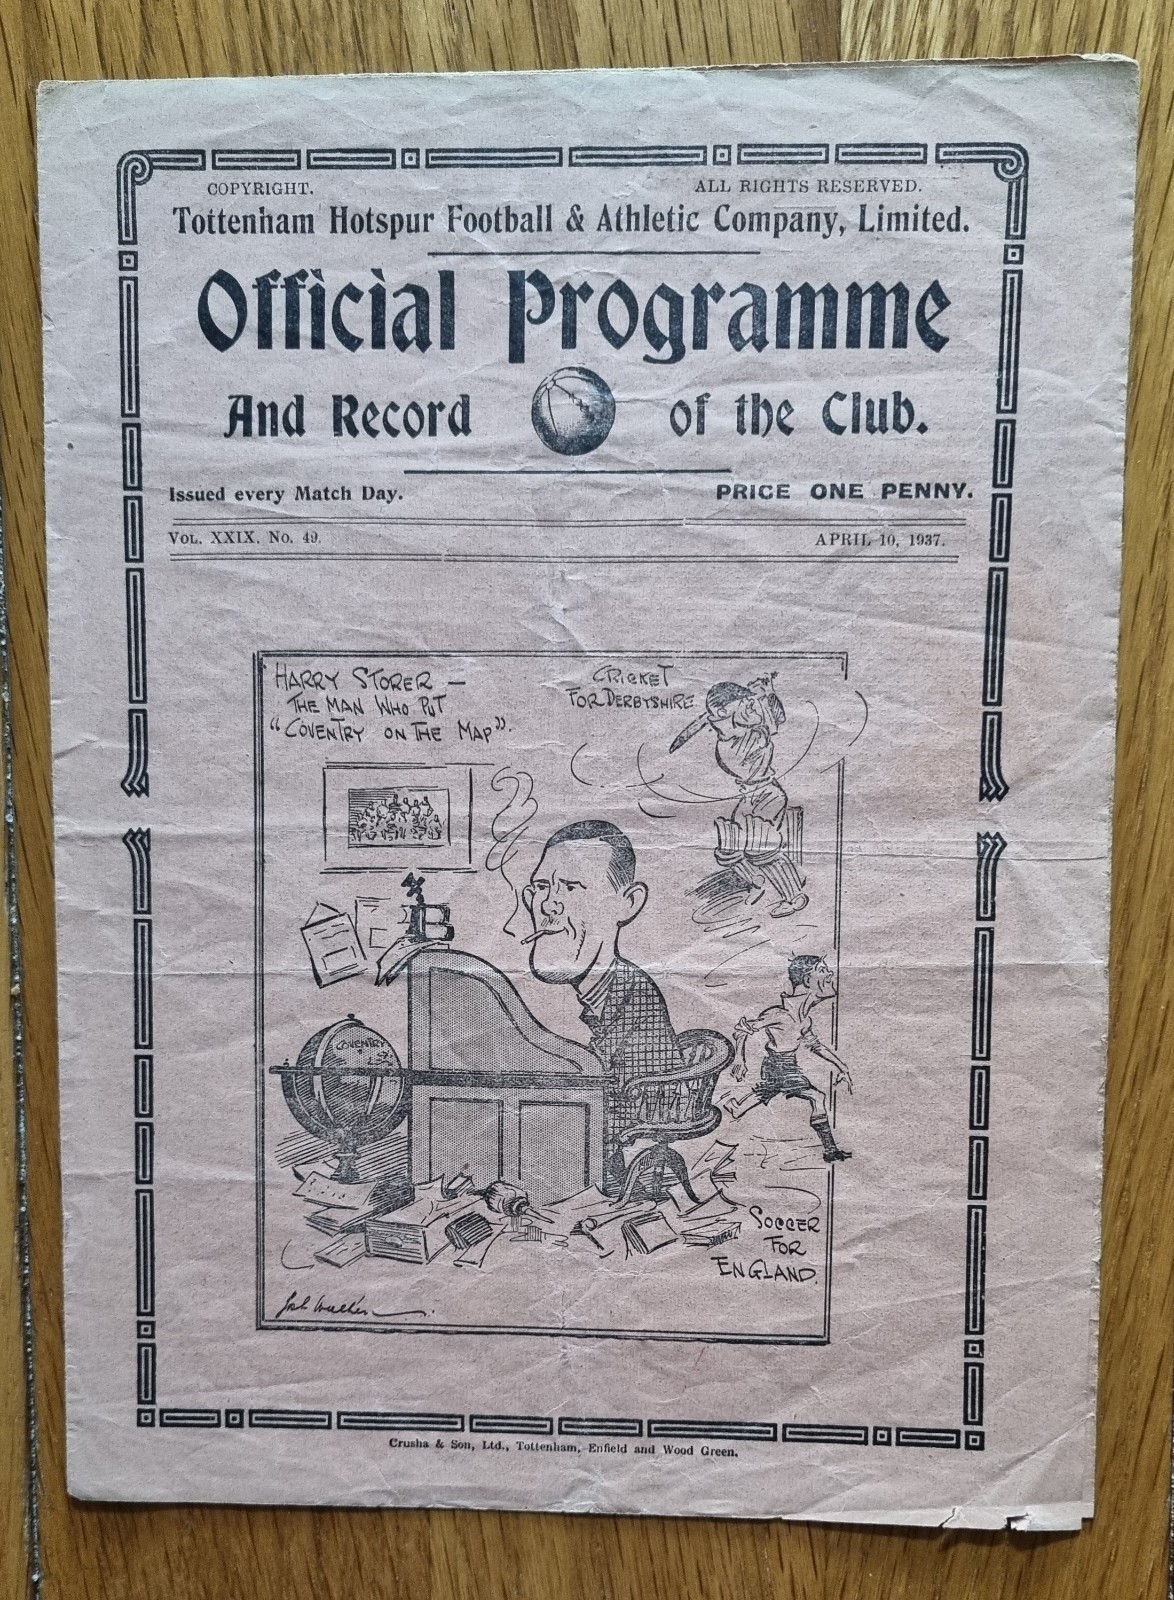 COPYRIGHT. ALL RIGHTS RESERVED.
Tottenham Hotspur Football & Athletic Company, Limited.
Official Programme
And Record of the Club.
Issued every Match Day. PRICE ONE PENNY.
VOL. XXIX. No. 49. APRIL 10, 1937.
HARRY STORER —
THE MAN WHO PUT
"COVENTRY ON THE MAP".
CRICKET
FOR DERBYSHIRE
COVENTRY
SOCCER
FOR
ENGLAND.
Crusha & Son, Ltd., Tottenham, Enfield and Wood Green.